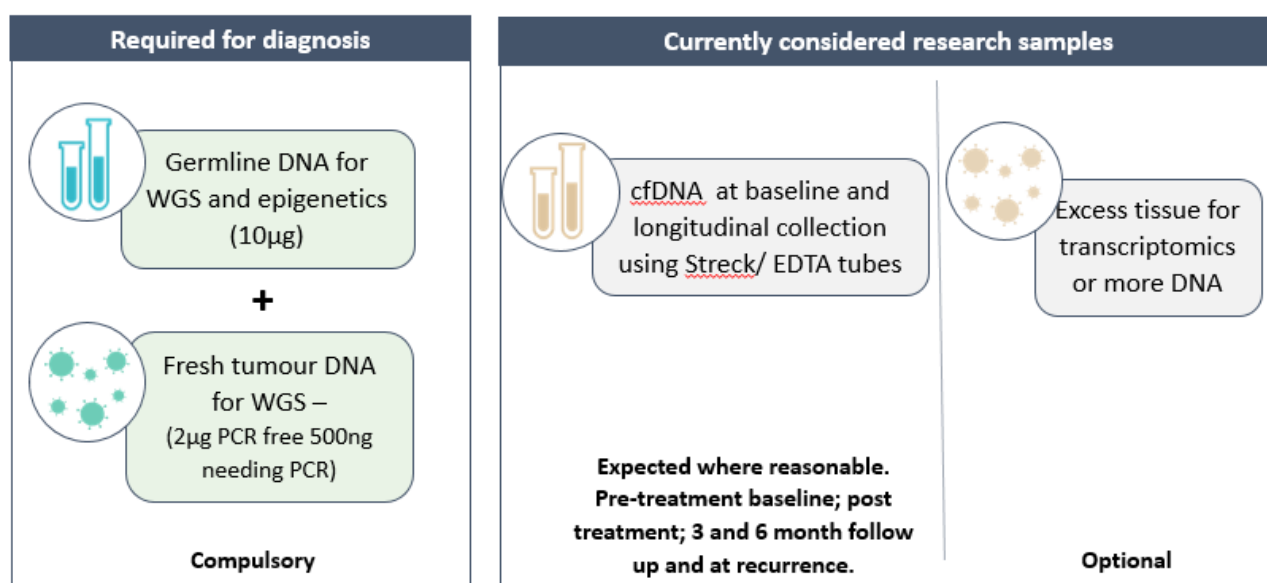 Required for diagnosis
Germline DNA for
WGS and epigenetics
(10µg)
+
Fresh tumour DNA
for WGS –
(2µg PCR free 500ng
needing PCR)
Compulsory
Currently considered research samples
cfDNA at baseline and
longitudinal collection
using Streck/ EDTA tubes
Expected where reasonable.
Pre-treatment baseline; post
treatment; 3 and 6 month follow
up and at recurrence.
Excess tissue for
transcriptomics
or more DNA
Optional